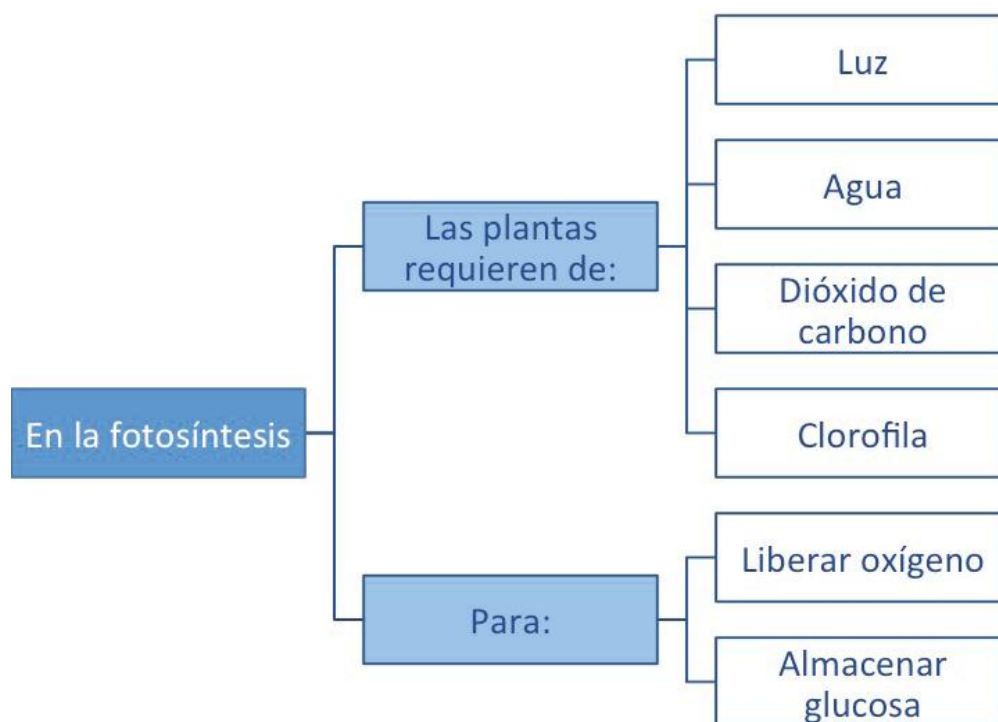 En la fotosíntesis
Las plantas
requieren de:
Luz
Agua
Dióxido de
carbono
Clorofila
Para:
Liberar oxígeno
Almacenar
glucosa